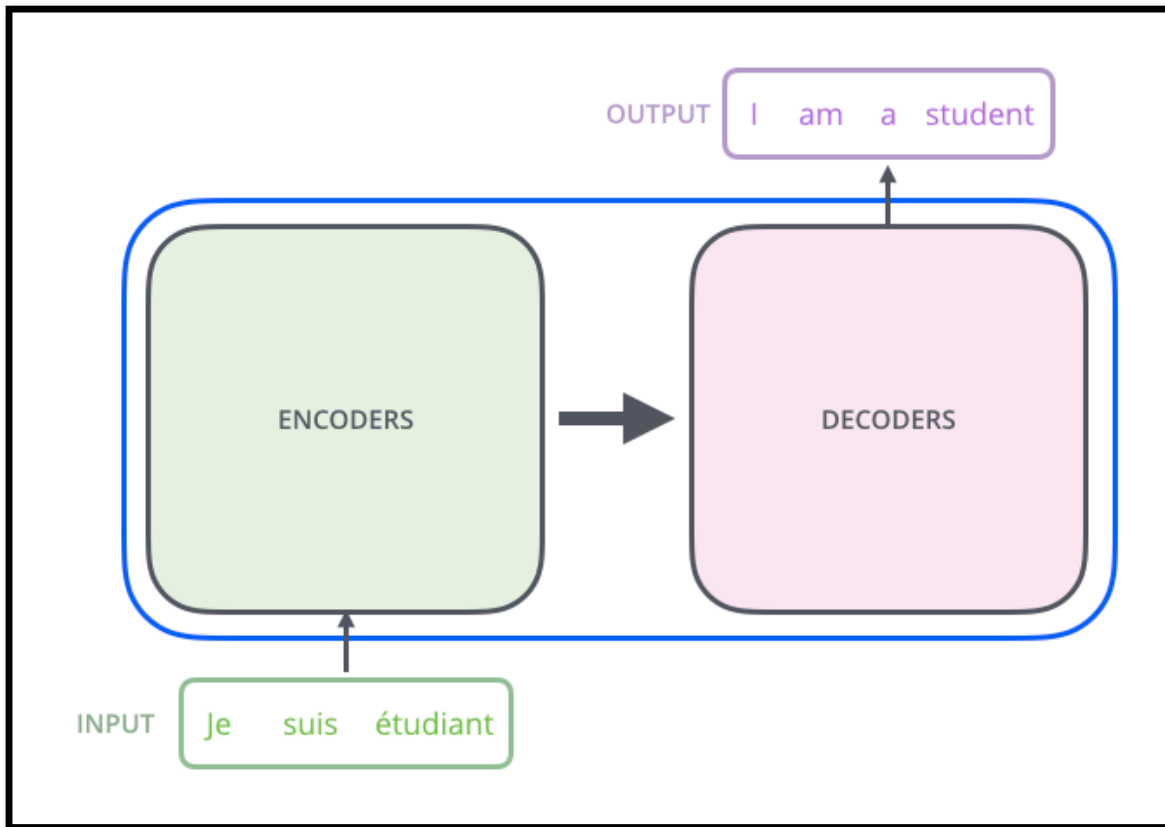 OUTPUT I am a student
ENCODERS DECODERS
INPUT Je suis étudiant